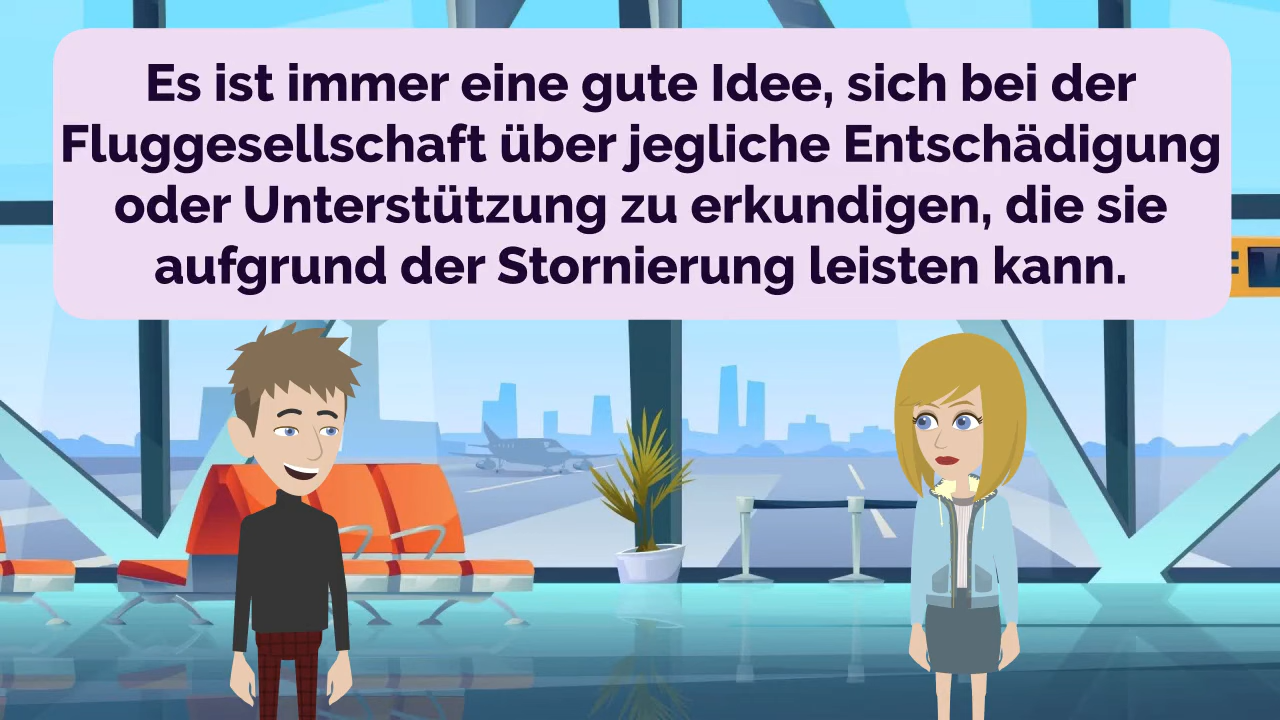 Es ist immer eine gute Idee, sich bei der
Fluggesellschaft über jegliche Entschädigung
oder Unterstützung zu erkundigen, die sie
aufgrund der Stornierung leisten kann.